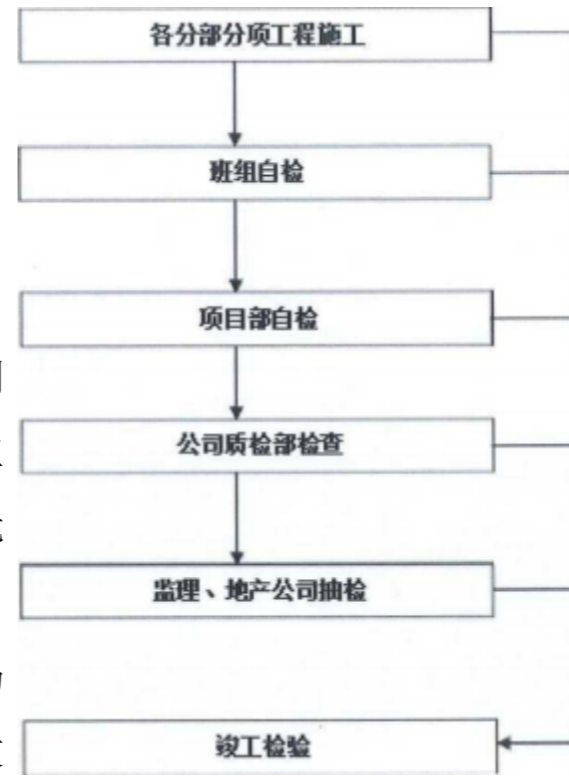 各分部分项工程施工
班组自检
项目部自检
公司质检部检查
监理、地产公司抽检
竣工检验